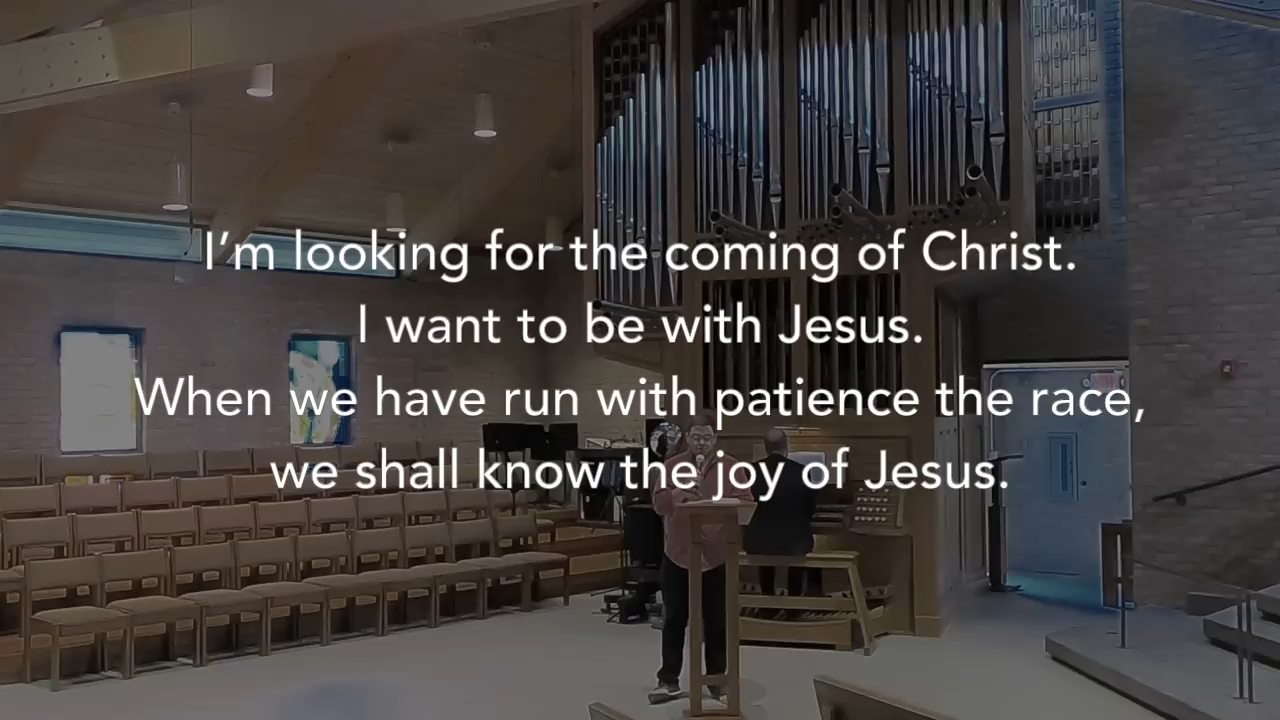 I’m looking for the coming of Christ.
I want to be with Jesus.
When we have run with patience the race,
we shall know the joy of Jesus.